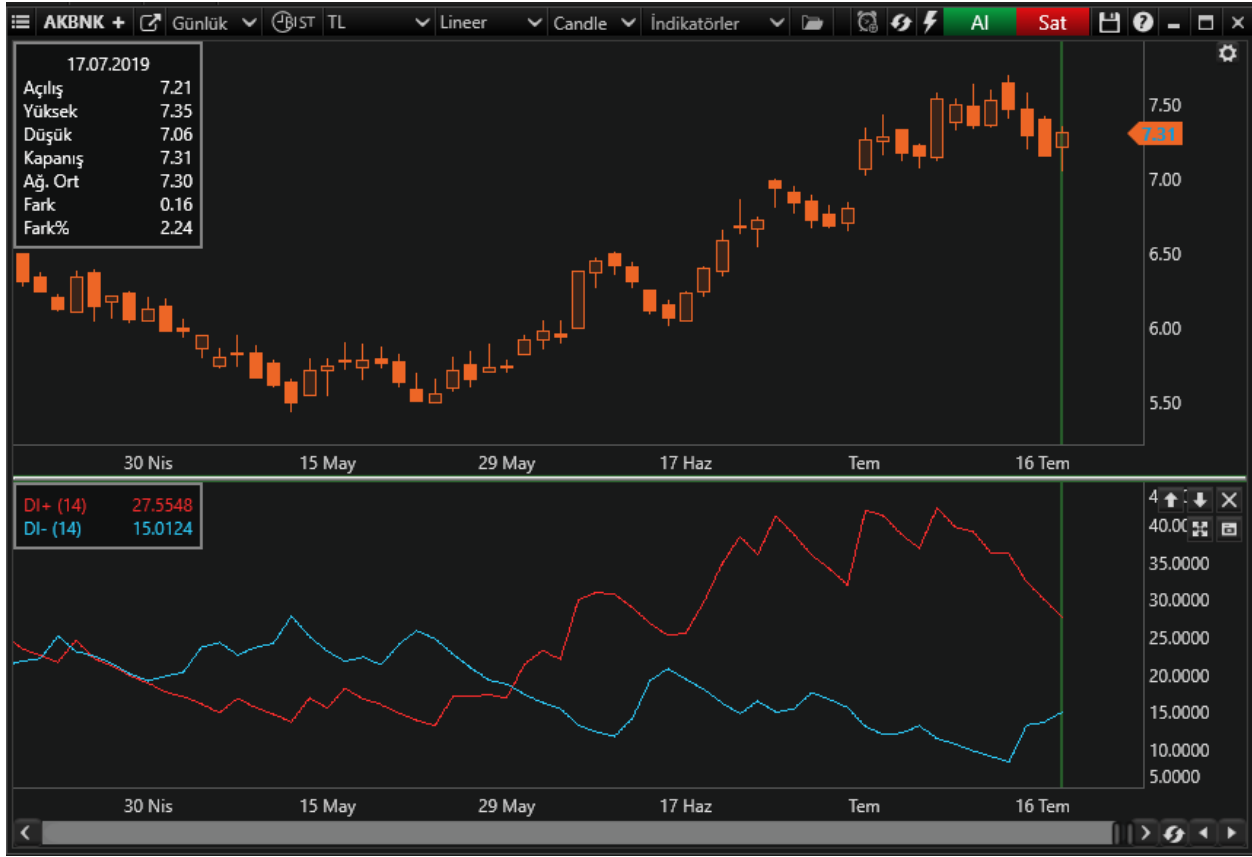 AKBNK + Günlük BIST TL Lineer Candle İndikatörler Al Sat
17.07.2019
Açılış 7.21
Yüksek 7.35
Düşük 7.06
Kapanış 7.31
Ağ. Ort 7.30
Fark 0.16
Fark% 2.24
7.50
7.31
7.00
6.50
6.00
5.50
30 Nis 15 May 29 May 17 Haz Tem 16 Tem
DI+ (14) 27.5548
DI- (14) 15.0124
35.0000
30.0000
25.0000
20.0000
15.0000
10.0000
5.0000
30 Nis 15 May 29 May 17 Haz Tem 16 Tem